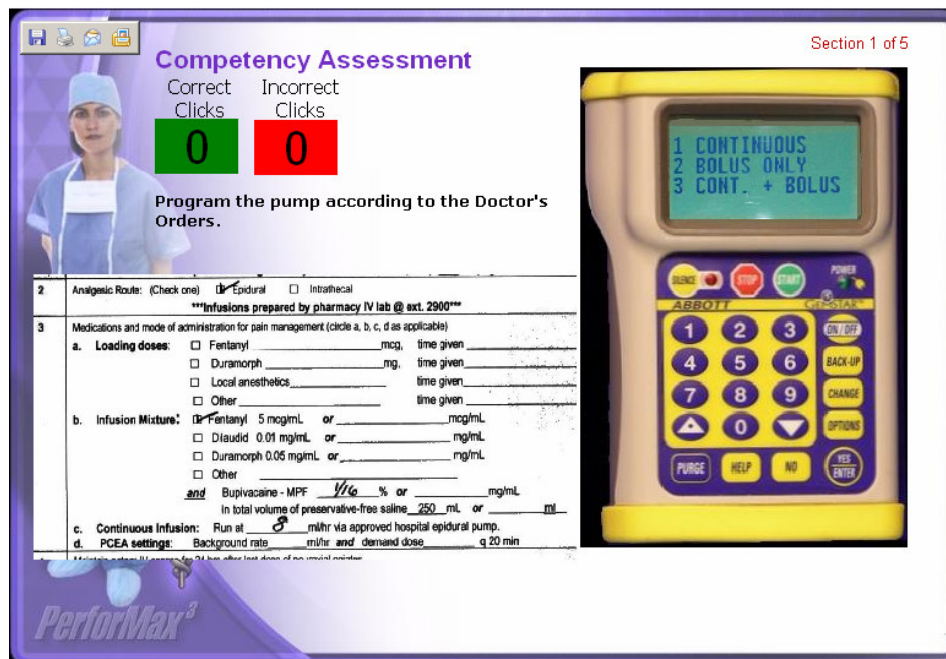 Section 1 of 5
Competency Assessment
Correct Clicks
Incorrect Clicks
0
0
Program the pump according to the Doctor's
Orders.
2 Analgesic Route: (Check one) Epidural Intrathecal
***Infusions prepared by pharmacy IV lab @ ext. 2900***
3 Medications and mode of administration for pain management (circle a, b, c, d as applicable)
a. Loading doses: Fentanyl mcg, time given
Duramorph mg, time given
Local anesthetics time given
Other time given
b. Infusion Mixture: Fentanyl 5 mcg/mL or mcg/mL
Dlaudid 0.01 mg/mL or mg/mL
Duramorph 0.05 mg/mL or mg/mL
Other
and Bupivacaine - MPF 1/16 % or mg/mL
in total volume of preservative-free saline 250 mL or ml
c. Continuous Infusion: Run at 8 ml/hr via approved hospital epidural pump.
d. PCEA settings: Background rate ml/hr and demand dose q 20 min
1 CONTINUOUS
2 BOLUS ONLY
3 CONT. + BOLUS
SILENCE STOP START POWER
ABBOTT GEMSTAR
1 2 3 ON/OFF
4 5 6 BACK-UP
7 8 9 CHANGE
0 OPTIONS
PURGE HELP NO YES ENTER
PerforMax3